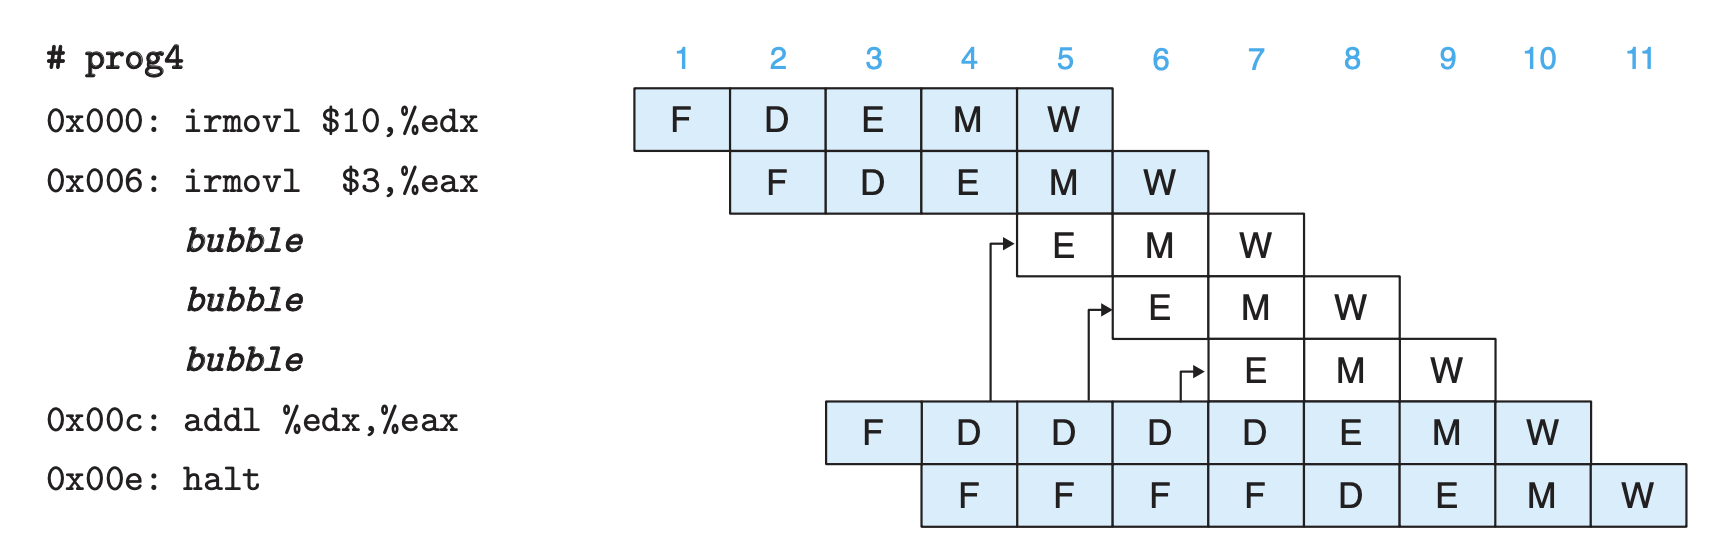 # prog4 1 2 3 4 5 6 7 8 9 10 11
0x000: irmovl $10,%edx F D E M W
0x006: irmovl  $3,%eax F D E M W
bubble E M W
bubble E M W
bubble E M W
0x00c: addl %edx,%eax F D D D D E M W
0x00e: halt F F F F D E M W